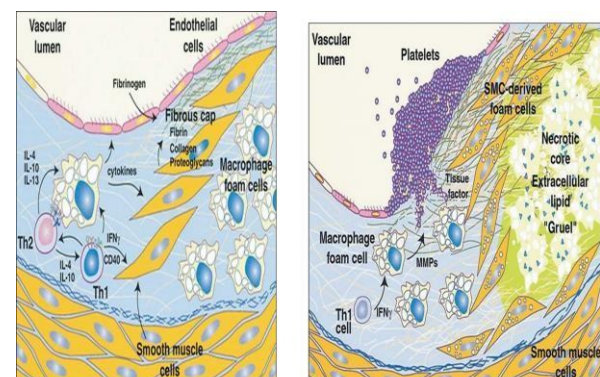 Vascular
lumen
Endothelial
cells
Fibrinogen
Fibrous cap
Fibrin
Collagen
Proteoglycans
IL-4
IL-10
IL-13
cytokines
Macrophage
foam cells
Th2
IFNγ
CD40
IL-4
IL-10
Th1
Smooth muscle
cells
Vascular
lumen
Platelets
SMC-derived
foam cells
Necrotic
core
Extracellular
lipid
"Gruel"
Tissue
factor
Macrophage
foam cell
MMPs
Th1
cell
IFNγ
Smooth muscle
cells